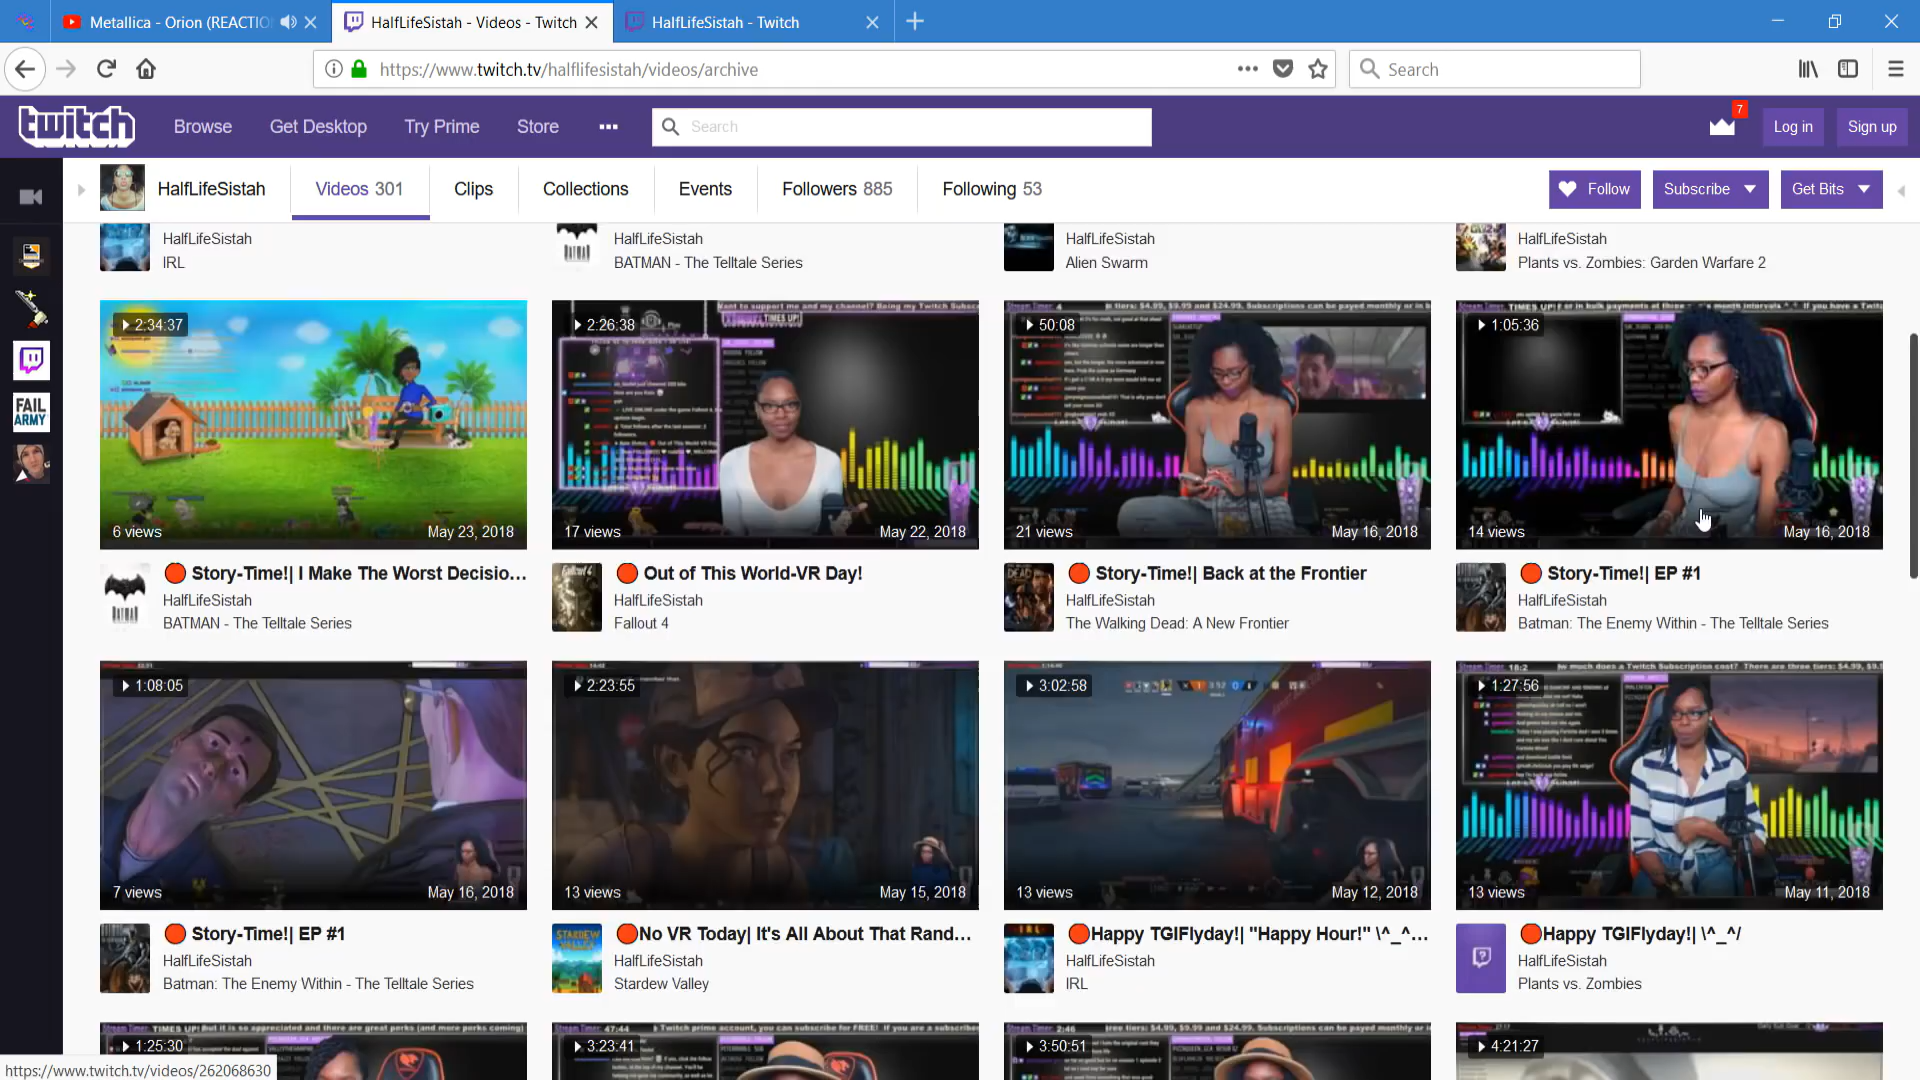 Metallica - Orion (REACTIO
HalfLifeSistah - Videos - Twitch
HalfLifeSistah - Twitch
https://www.twitch.tv/halflifesistah/videos/archive
Search
twitch
Browse
Get Desktop
Try Prime
Store
Search
7
Log in
Sign up
HalfLifeSistah
Videos 301
Clips
Collections
Events
Followers 885
Following 53
Follow
Subscribe
Get Bits
FAIL
ARMY
HalfLifeSistah
IRL
BATMAN
HalfLifeSistah
BATMAN - The Telltale Series
HalfLifeSistah
Alien Swarm
HalfLifeSistah
Plants vs. Zombies: Garden Warfare 2
2:34:37
6 views
May 23, 2018
2:26:38
TIMES UP!
17 views
May 22, 2018
50:08
21 views
May 16, 2018
1:05:36
14 views
May 16, 2018
BATMAN
Story-Time!| I Make The Worst Decisio...
HalfLifeSistah
BATMAN - The Telltale Series
Out of This World-VR Day!
HalfLifeSistah
Fallout 4
Story-Time!| Back at the Frontier
HalfLifeSistah
The Walking Dead: A New Frontier
Story-Time!| EP #1
HalfLifeSistah
Batman: The Enemy Within - The Telltale Series
1:08:05
7 views
May 16, 2018
2:23:55
13 views
May 15, 2018
3:02:58
13 views
May 12, 2018
1:27:56
13 views
May 11, 2018
Story-Time!| EP #1
HalfLifeSistah
Batman: The Enemy Within - The Telltale Series
No VR Today| It's All About That Rand...
HalfLifeSistah
Stardew Valley
Happy TGIFlyday!| "Happy Hour!" \^_^...
HalfLifeSistah
IRL
Happy TGIFlyday!| \^_^/
HalfLifeSistah
Plants vs. Zombies
1:25:30
3:23:41
3:50:51
4:21:27
https://www.twitch.tv/videos/262068630